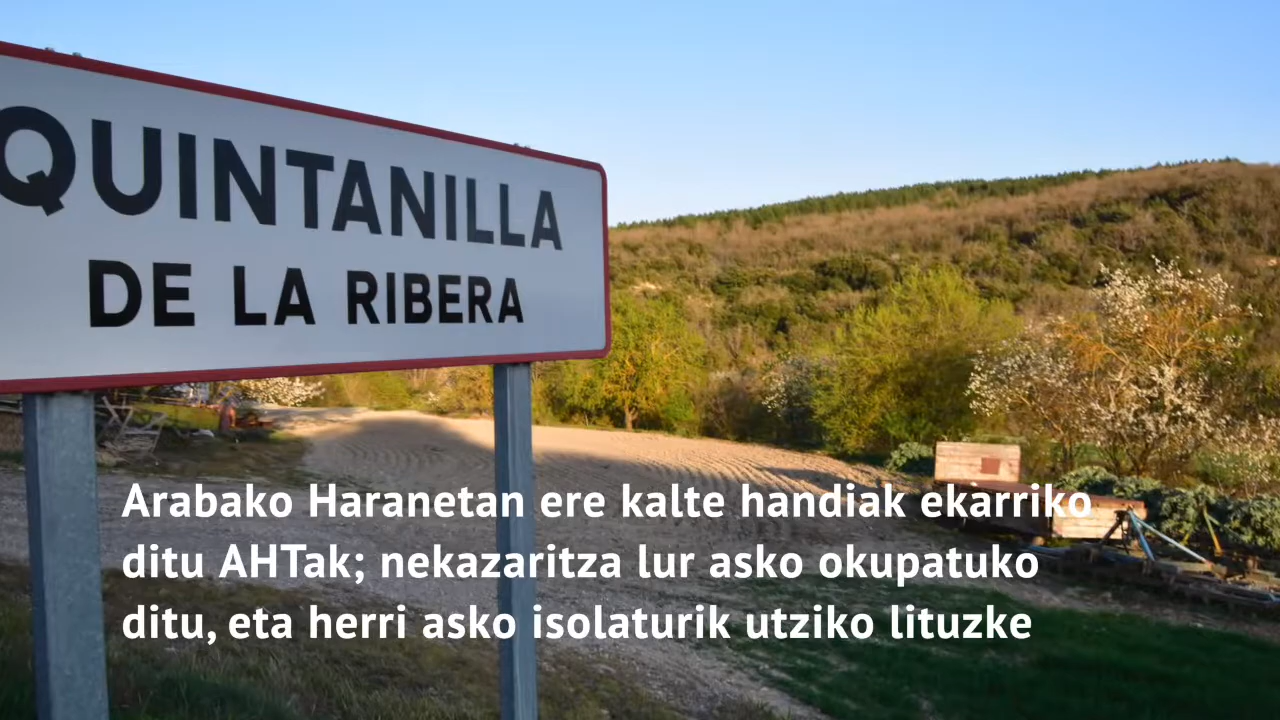 QUINTANILLA
DE LA RIBERA
Arabako Haranetan ere kalte handiak ekarriko
ditu AHTak; nekazaritza lur asko okupatuko
ditu, eta herri asko isolaturik utziko lituzke